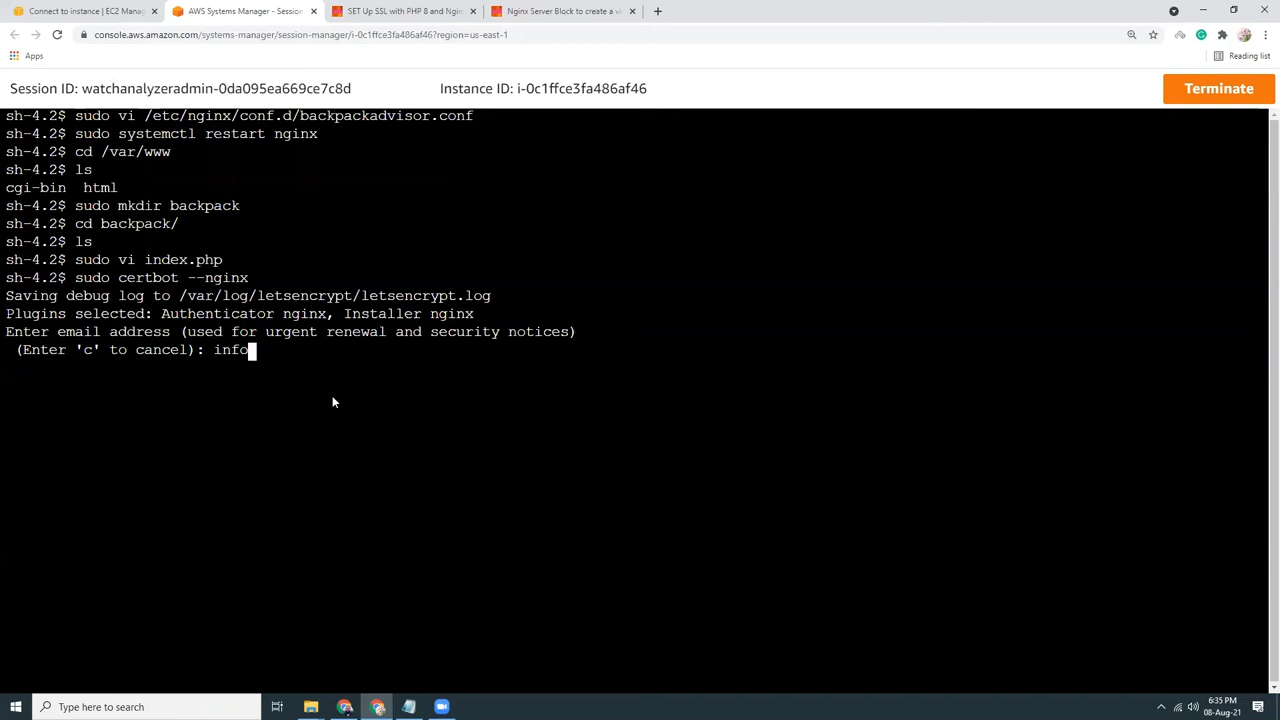 Connect to instance | EC2 Manag
AWS Systems Manager - Session
SET Up SSL with PHP 8 and Nginx
Nginx Server Block to create a vi
console.aws.amazon.com/systems-manager/session-manager/i-0c1ffce3fa486af46?region=us-east-1
Apps
Reading list
Session ID: watchanalyzeradmin-0da095ea669ce7c8d
Instance ID: i-0c1ffce3fa486af46
Terminate
sh-4.2$ sudo vi /etc/nginx/conf.d/backpackadvisor.conf
sh-4.2$ sudo systemctl restart nginx
sh-4.2$ cd /var/www
sh-4.2$ ls
cgi-bin  html
sh-4.2$ sudo mkdir backpack
sh-4.2$ cd backpack/
sh-4.2$ ls
sh-4.2$ sudo vi index.php
sh-4.2$ sudo certbot --nginx
Saving debug log to /var/log/letsencrypt/letsencrypt.log
Plugins selected: Authenticator nginx, Installer nginx
Enter email address (used for urgent renewal and security notices)
(Enter 'c' to cancel): info
Type here to search
6:35 PM
08-Aug-21